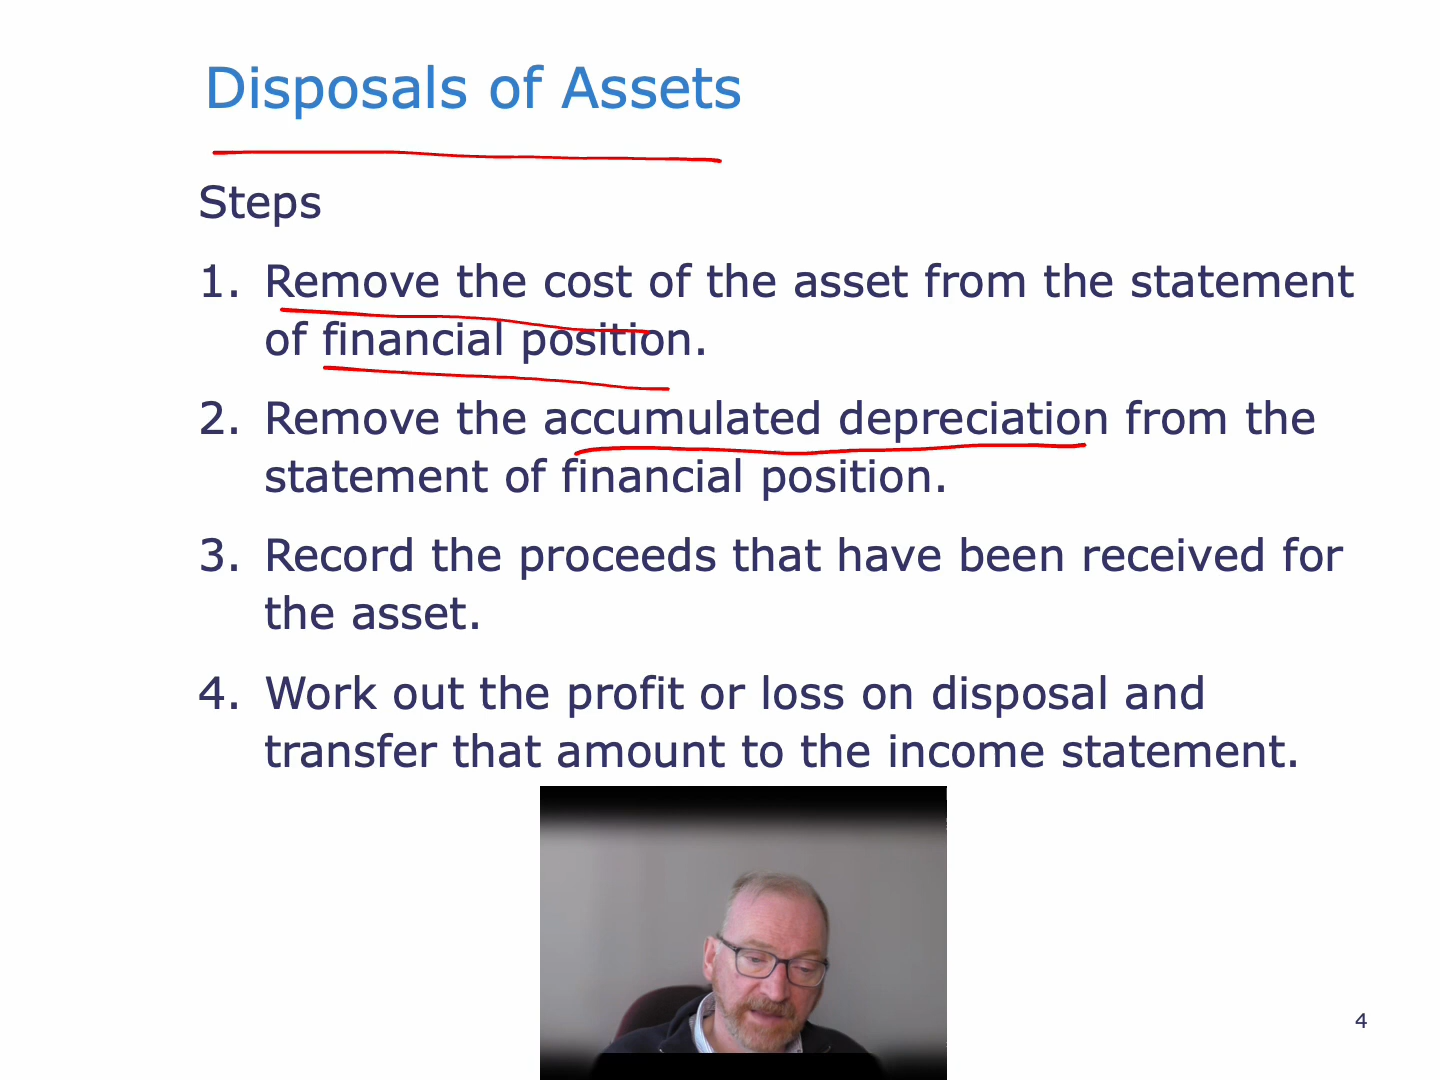 Disposals of Assets
Steps
1. Remove the cost of the asset from the statement
of financial position.
2. Remove the accumulated depreciation from the
statement of financial position.
3. Record the proceeds that have been received for
the asset.
4. Work out the profit or loss on disposal and
transfer that amount to the income statement.
4